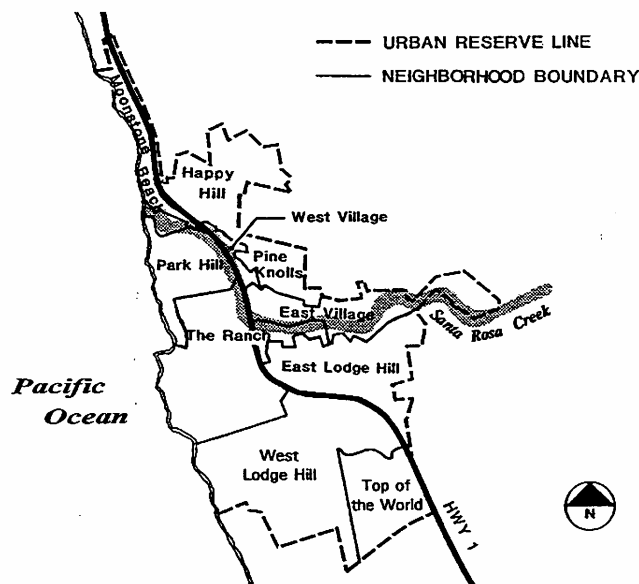 URBAN RESERVE LINE
NEIGHBORHOOD BOUNDARY
Moonstone Beach
Happy
Hill
West Village
Park Hill
Pine
Knolls
East Village
Santa Rosa Creek
The Ranch
East Lodge Hill
Pacific
Ocean
West
Lodge Hill
Top of
the World
HWY 1
N